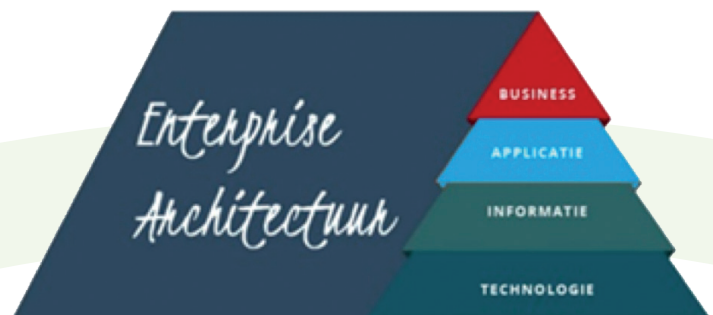 Enterprise
Architectuur
BUSINESS
APPLICATIE
INFORMATIE
TECHNOLOGIE